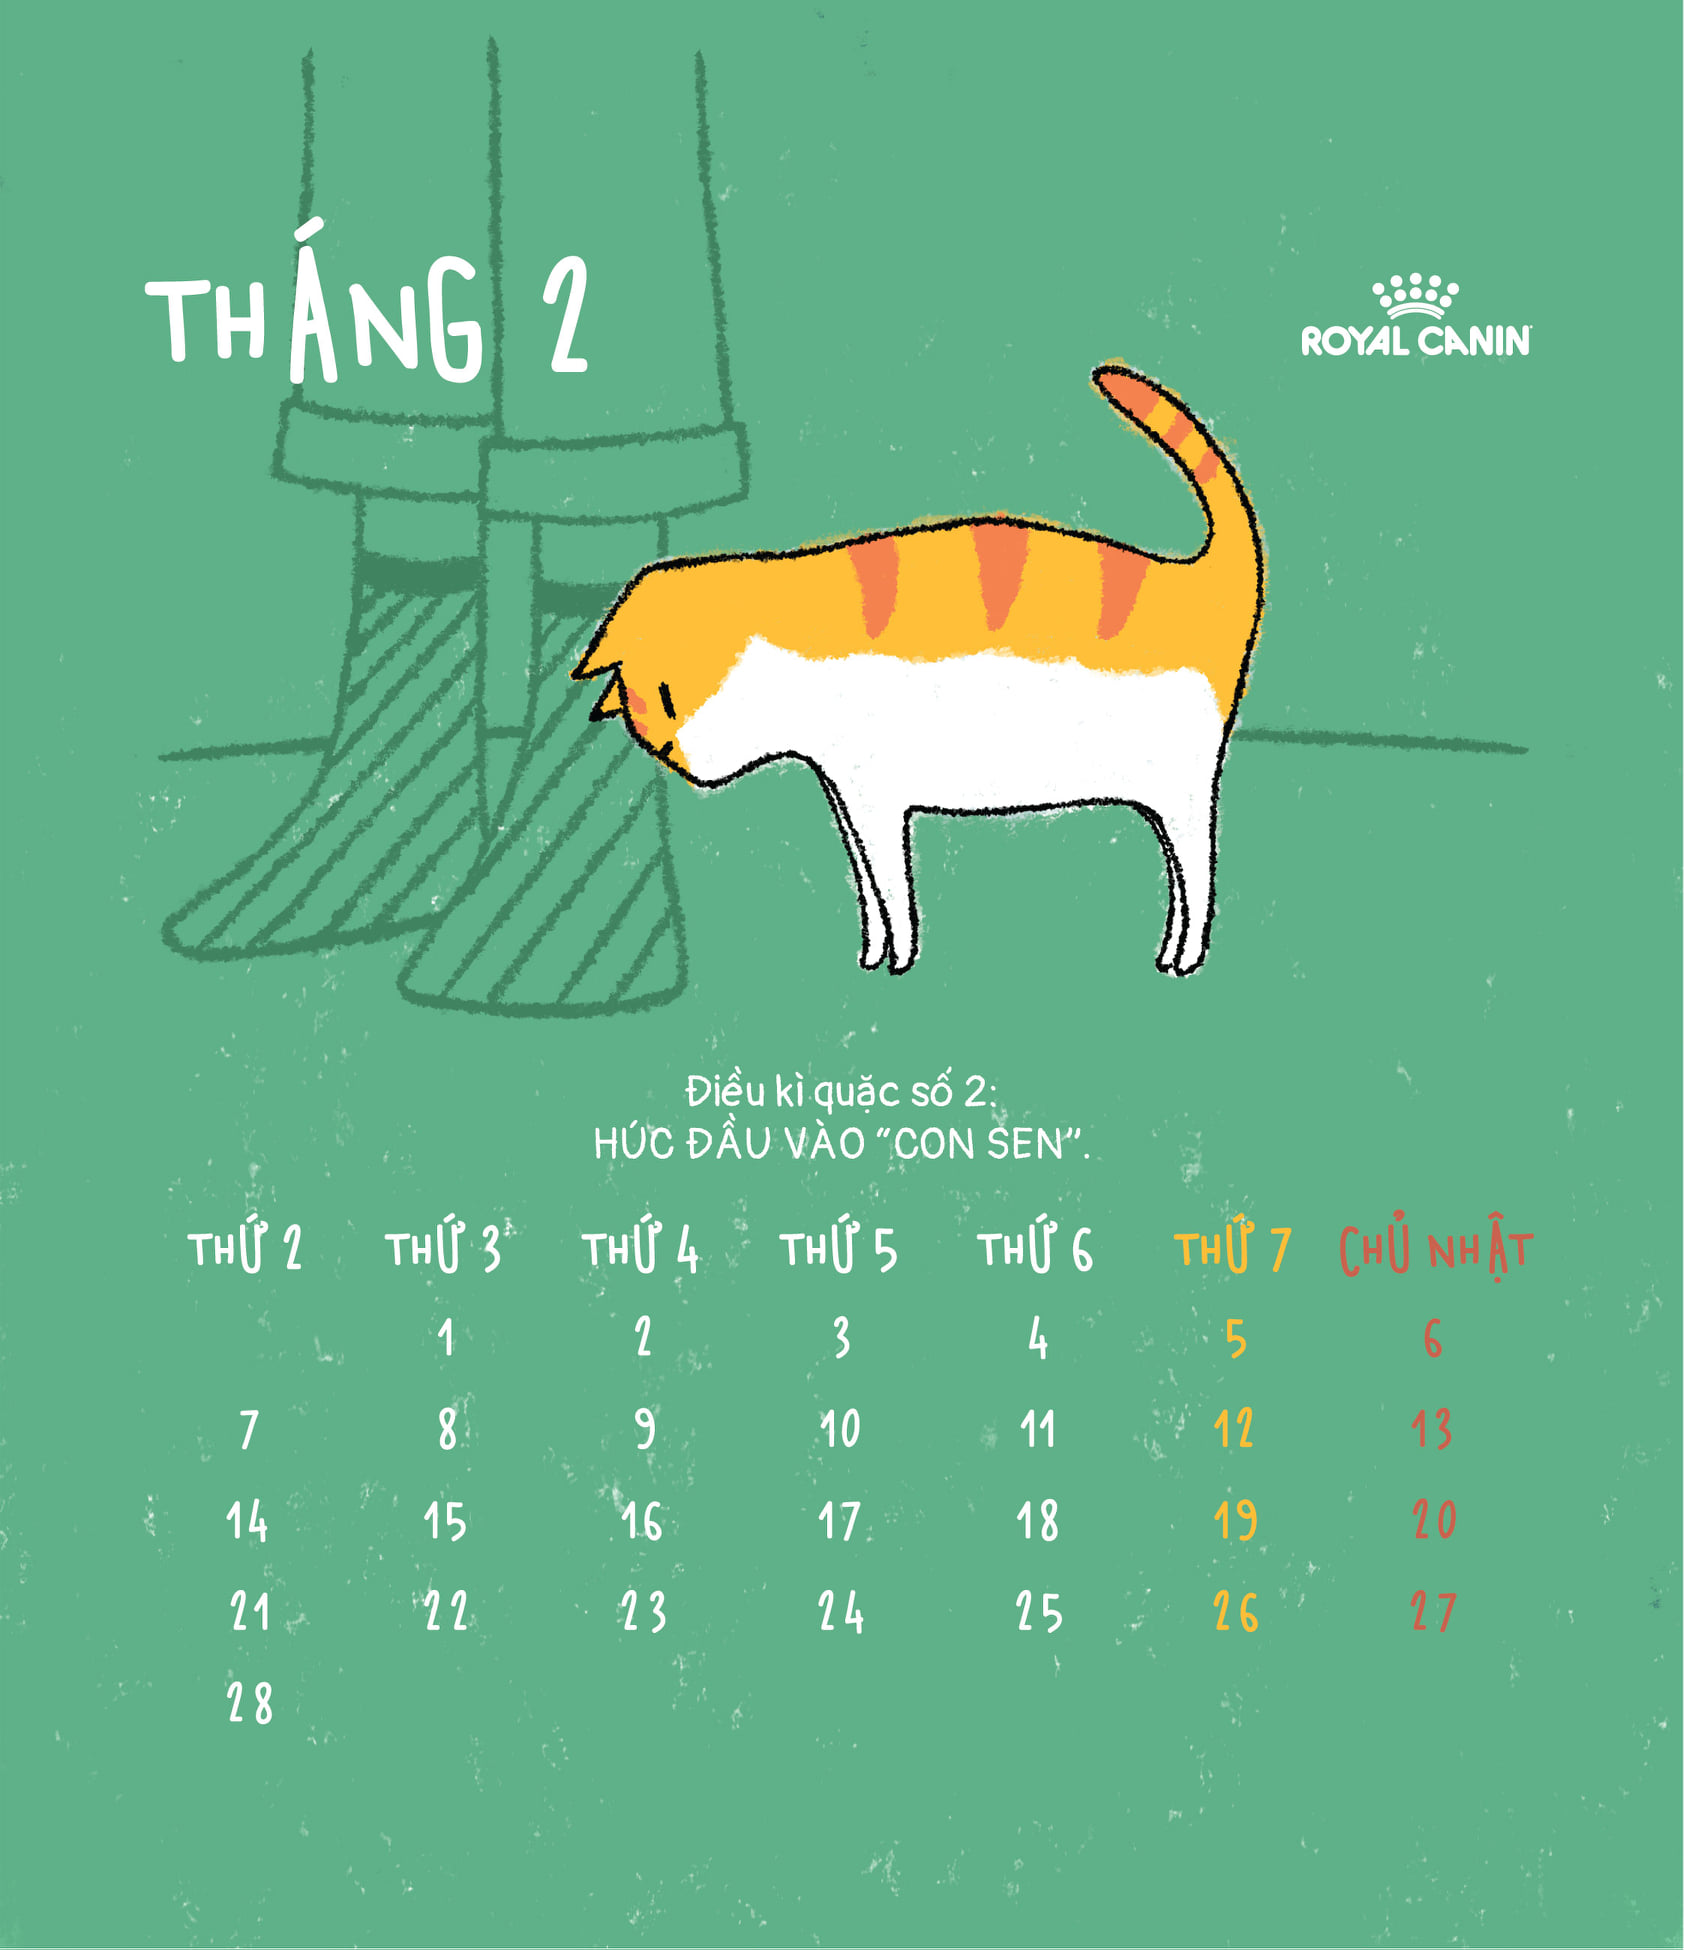 THÁNG 2
ROYAL CANIN
Điều kì quặc số 2:
HÚC ĐẦU VÀO "CON SEN".
THỨ 2 THỨ 3 THỨ 4 THỨ 5 THỨ 6 THỨ 7 CHỦ NHẬT
1 2 3 4 5 6
7 8 9 10 11 12 13
14 15 16 17 18 19 20
21 22 23 24 25 26 27
28